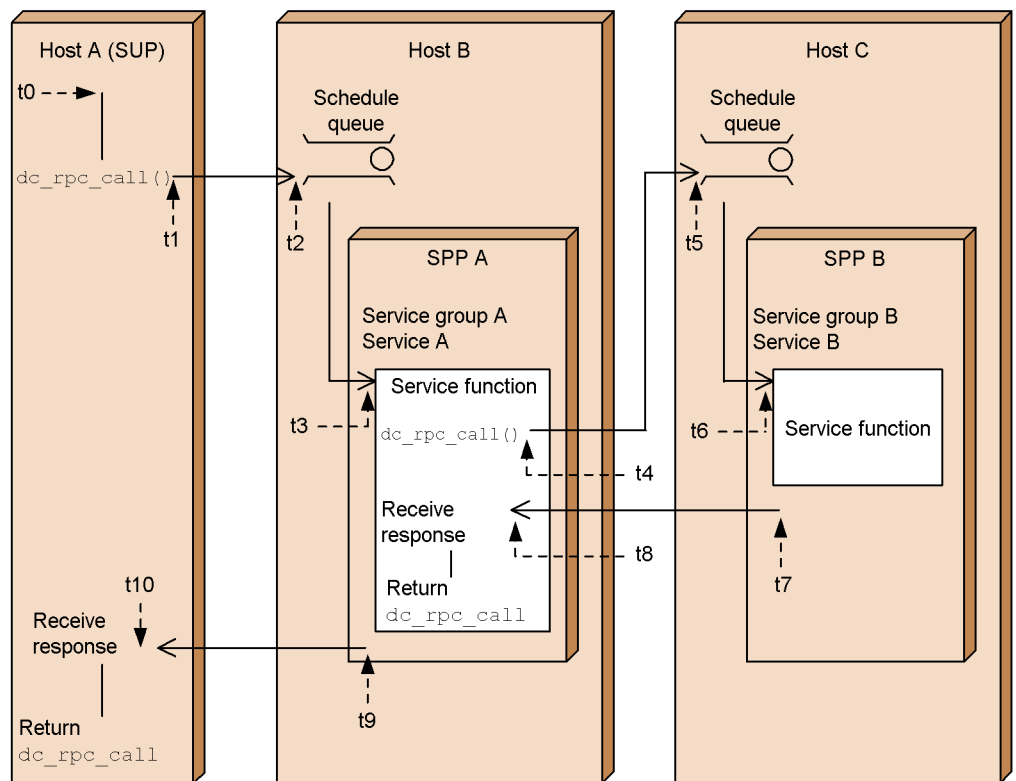 Host A (SUP)
t0
dc_rpc_call()
t1
t10
Receive
response
Return
dc_rpc_call
Host B
Schedule
queue
t2
SPP A
Service group A
Service A
Service function
t3
dc_rpc_call()
t4
Receive
response
t8
Return
dc_rpc_call
t9
Host C
Schedule
queue
t5
SPP B
Service group B
Service B
t6
Service function
t7